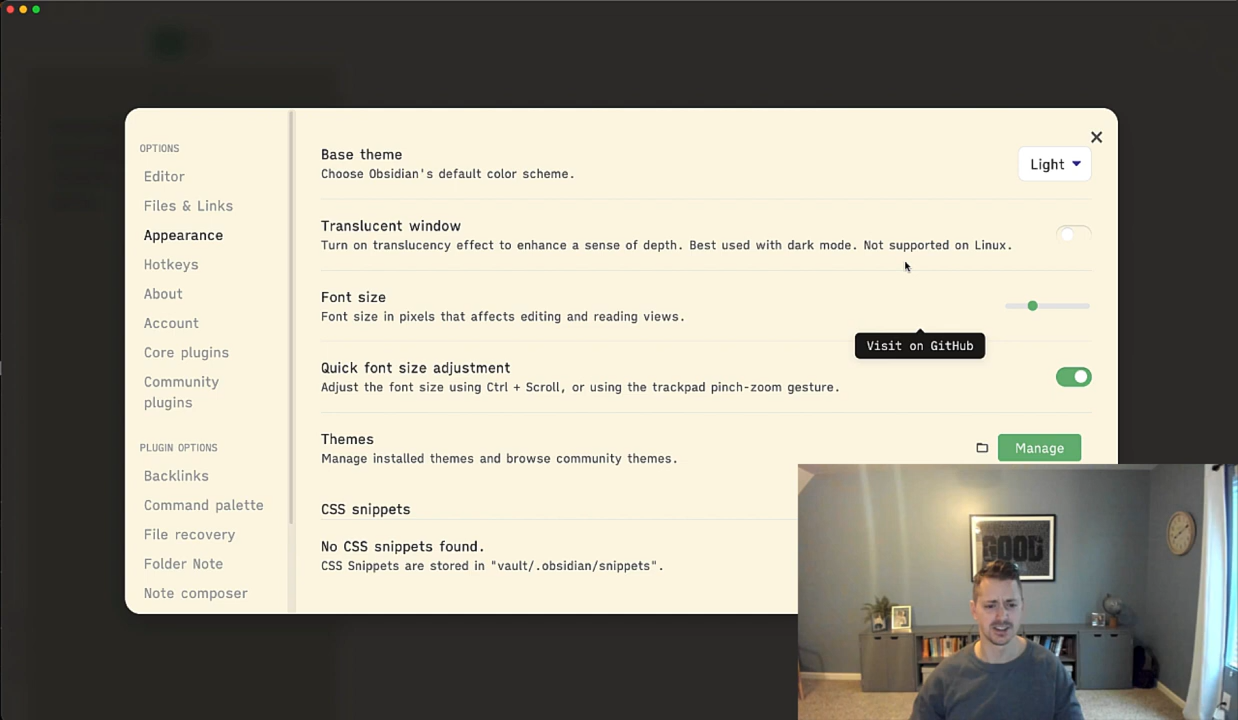 OPTIONS
Editor
Files & Links
Appearance
Hotkeys
About
Account
Core plugins
Community
plugins
PLUGIN OPTIONS
Backlinks
Command palette
File recovery
Folder Note
Note composer
Base theme
Choose Obsidian's default color scheme.
Light
Translucent window
Turn on translucency effect to enhance a sense of depth. Best used with dark mode. Not supported on Linux.
Font size
Font size in pixels that affects editing and reading views.
Visit on GitHub
Quick font size adjustment
Adjust the font size using Ctrl + Scroll, or using the trackpad pinch-zoom gesture.
Themes
Manage installed themes and browse community themes.
Manage
CSS snippets
No CSS snippets found.
CSS Snippets are stored in "vault/.obsidian/snippets".
GOOD